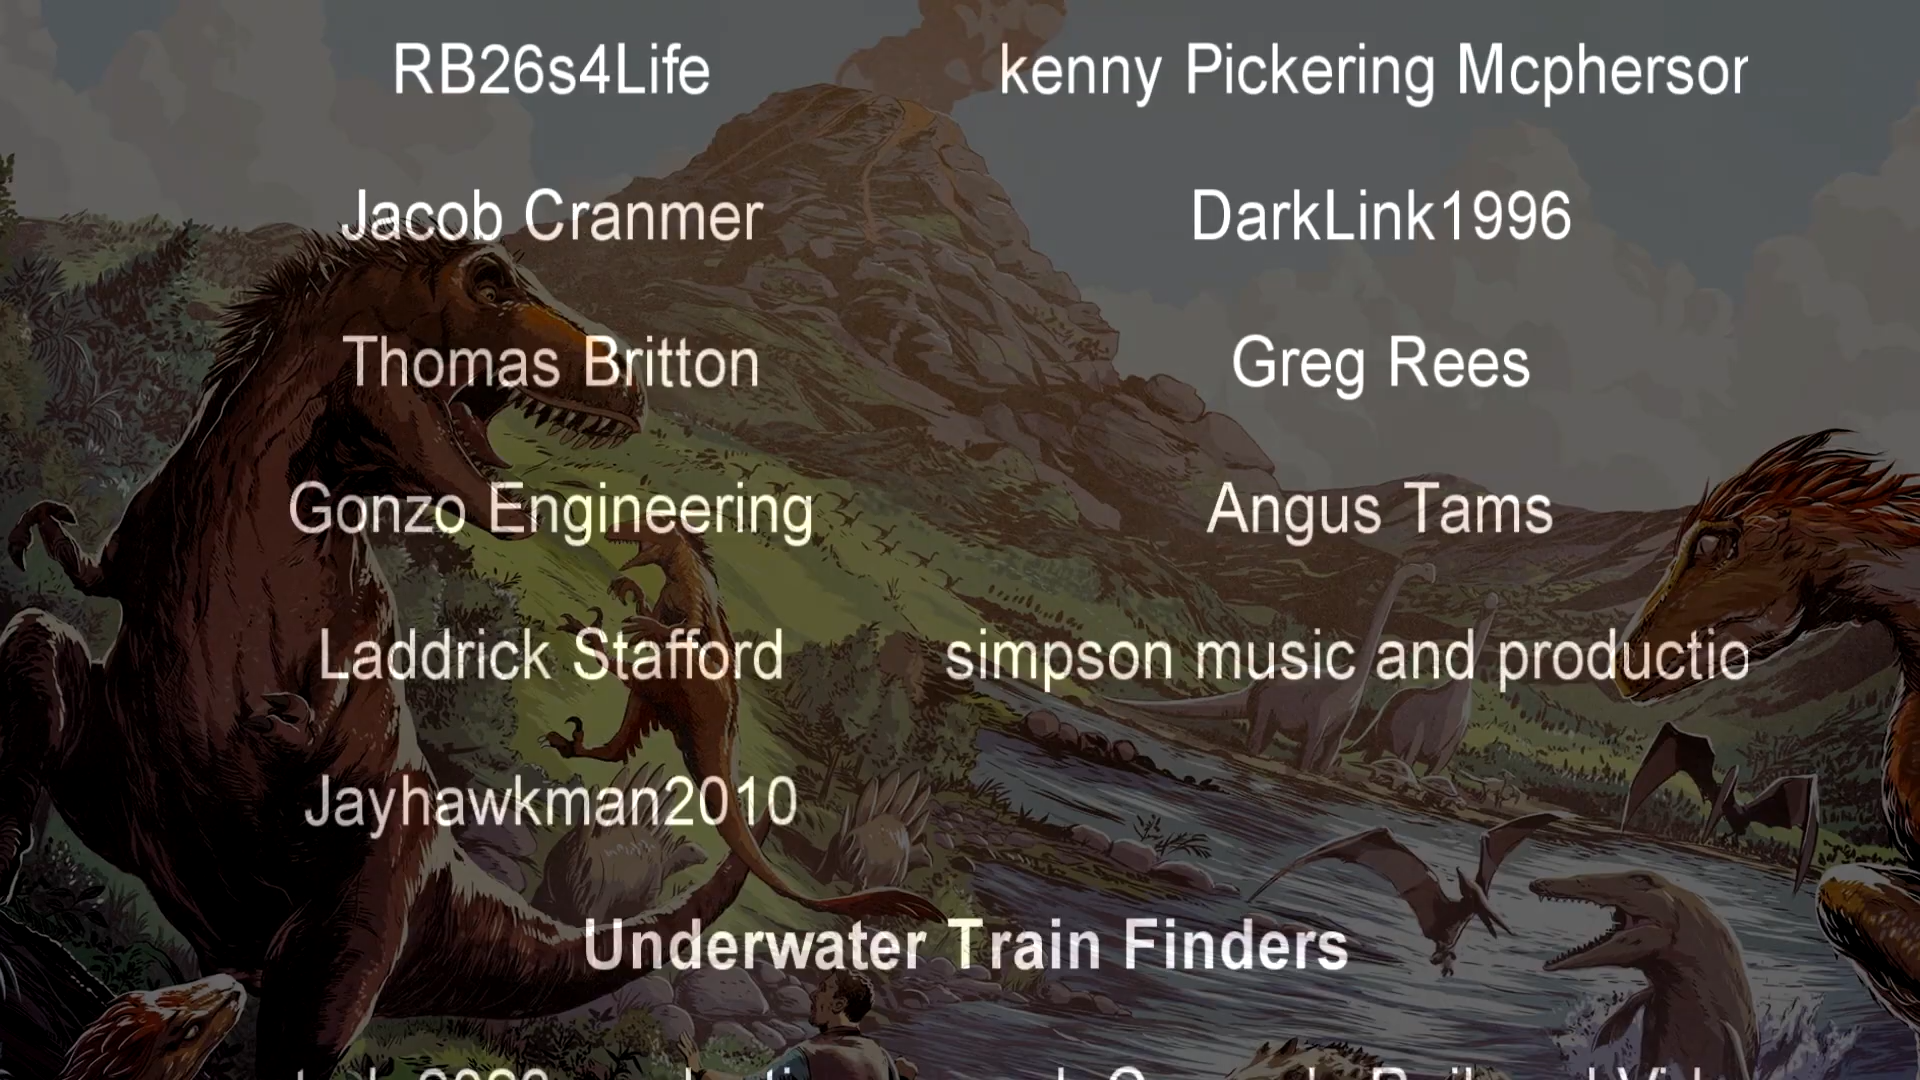 RB26s4Life kenny Pickering Mcpherson
Jacob Cranmer DarkLink1996
Thomas Britton Greg Rees
Gonzo Engineering Angus Tams
Laddrick Stafford simpson music and productio
Jayhawkman2010
Underwater Train Finders